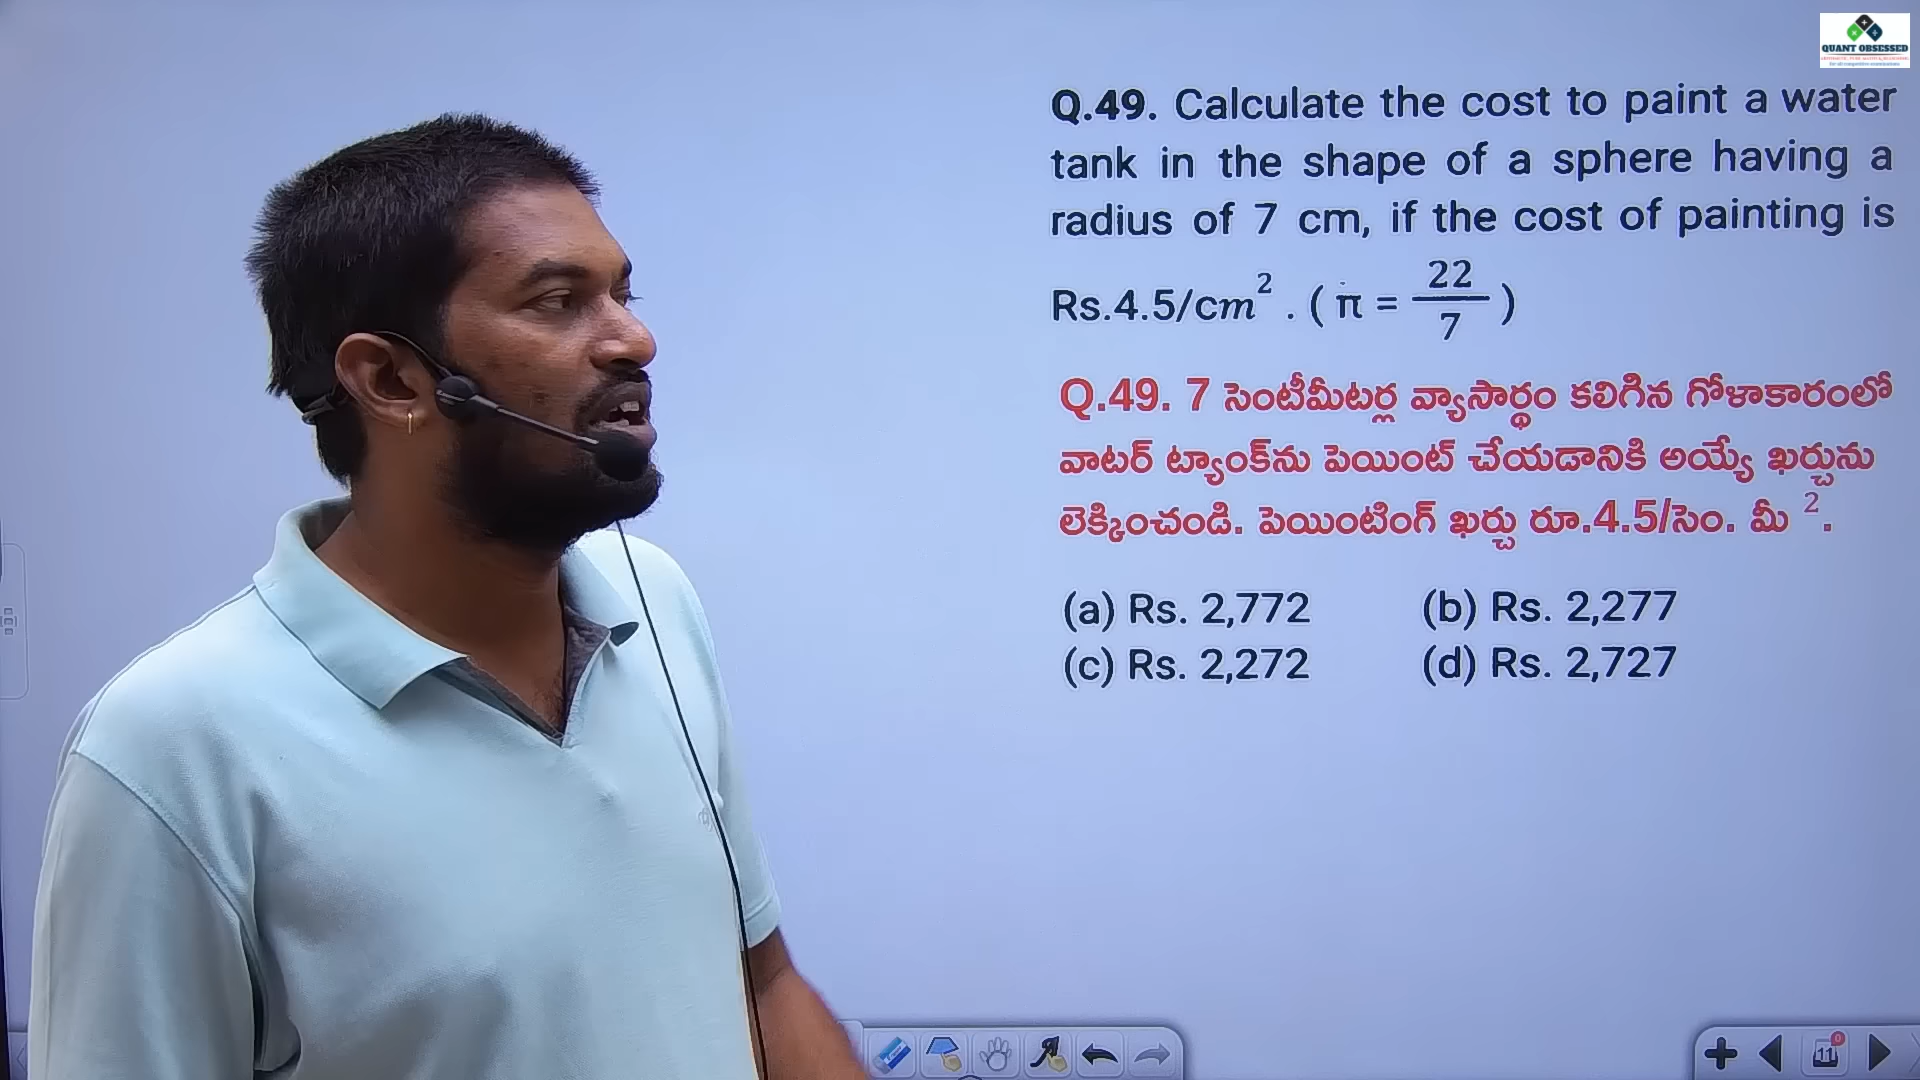 QUANT OBSESSED
Q.49. Calculate the cost to paint a water
tank in the shape of a sphere having a
radius of 7 cm, if the cost of painting is
Rs.4.5/cm² . ( π = 22/7 )
Q.49. 7 సెంటీమీటర్ల వ్యాసార్థం కలిగిన గోళాకారంలో
వాటర్ ట్యాంక్‌ను పెయింట్ చేయడానికి అయ్యే ఖర్చును
లెక్కించండి. పెయింటింగ్ ఖర్చు రూ.4.5/సెం. మీ ².
(a) Rs. 2,772 (b) Rs. 2,277
(c) Rs. 2,272 (d) Rs. 2,727
11